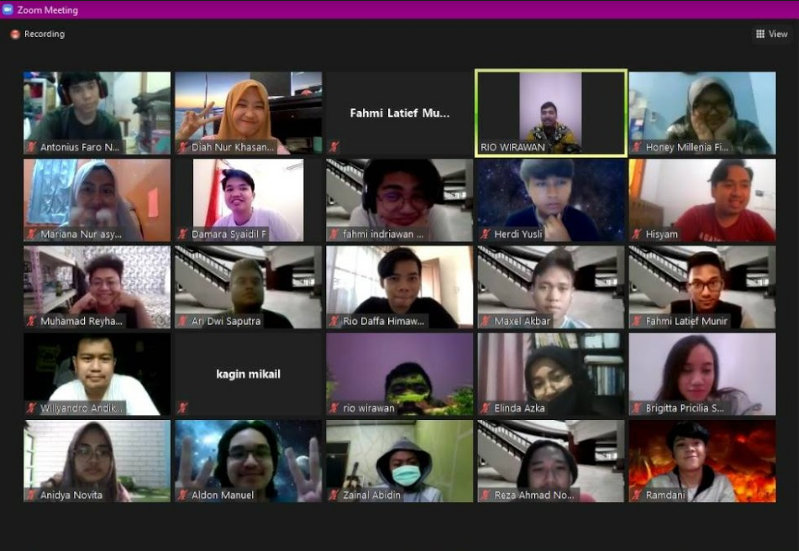 Zoom Meeting
Recording
View
Antonius Faro N...
Diah Nur Khasan...
Fahmi Latief Mu...
RIO WIRAWAN
Honey Millenia Fi...
Mariana Nur asy...
Damara Syaidil F
fahmi indriawan ...
Herdi Yusli
Hisyam
Muhamad Reyha...
Ari Dwi Saputra
Rio Daffa Himaw...
Maxel Akbar
Fahmi Latief Munir
Willyandro Andik...
kagin mikail
rio wirawan
Elinda Azka
Brigitta Pricilia S...
Anidya Novita
Aldon Manuel
Zainal Abidin
Reza Ahmad No...
Ramdani